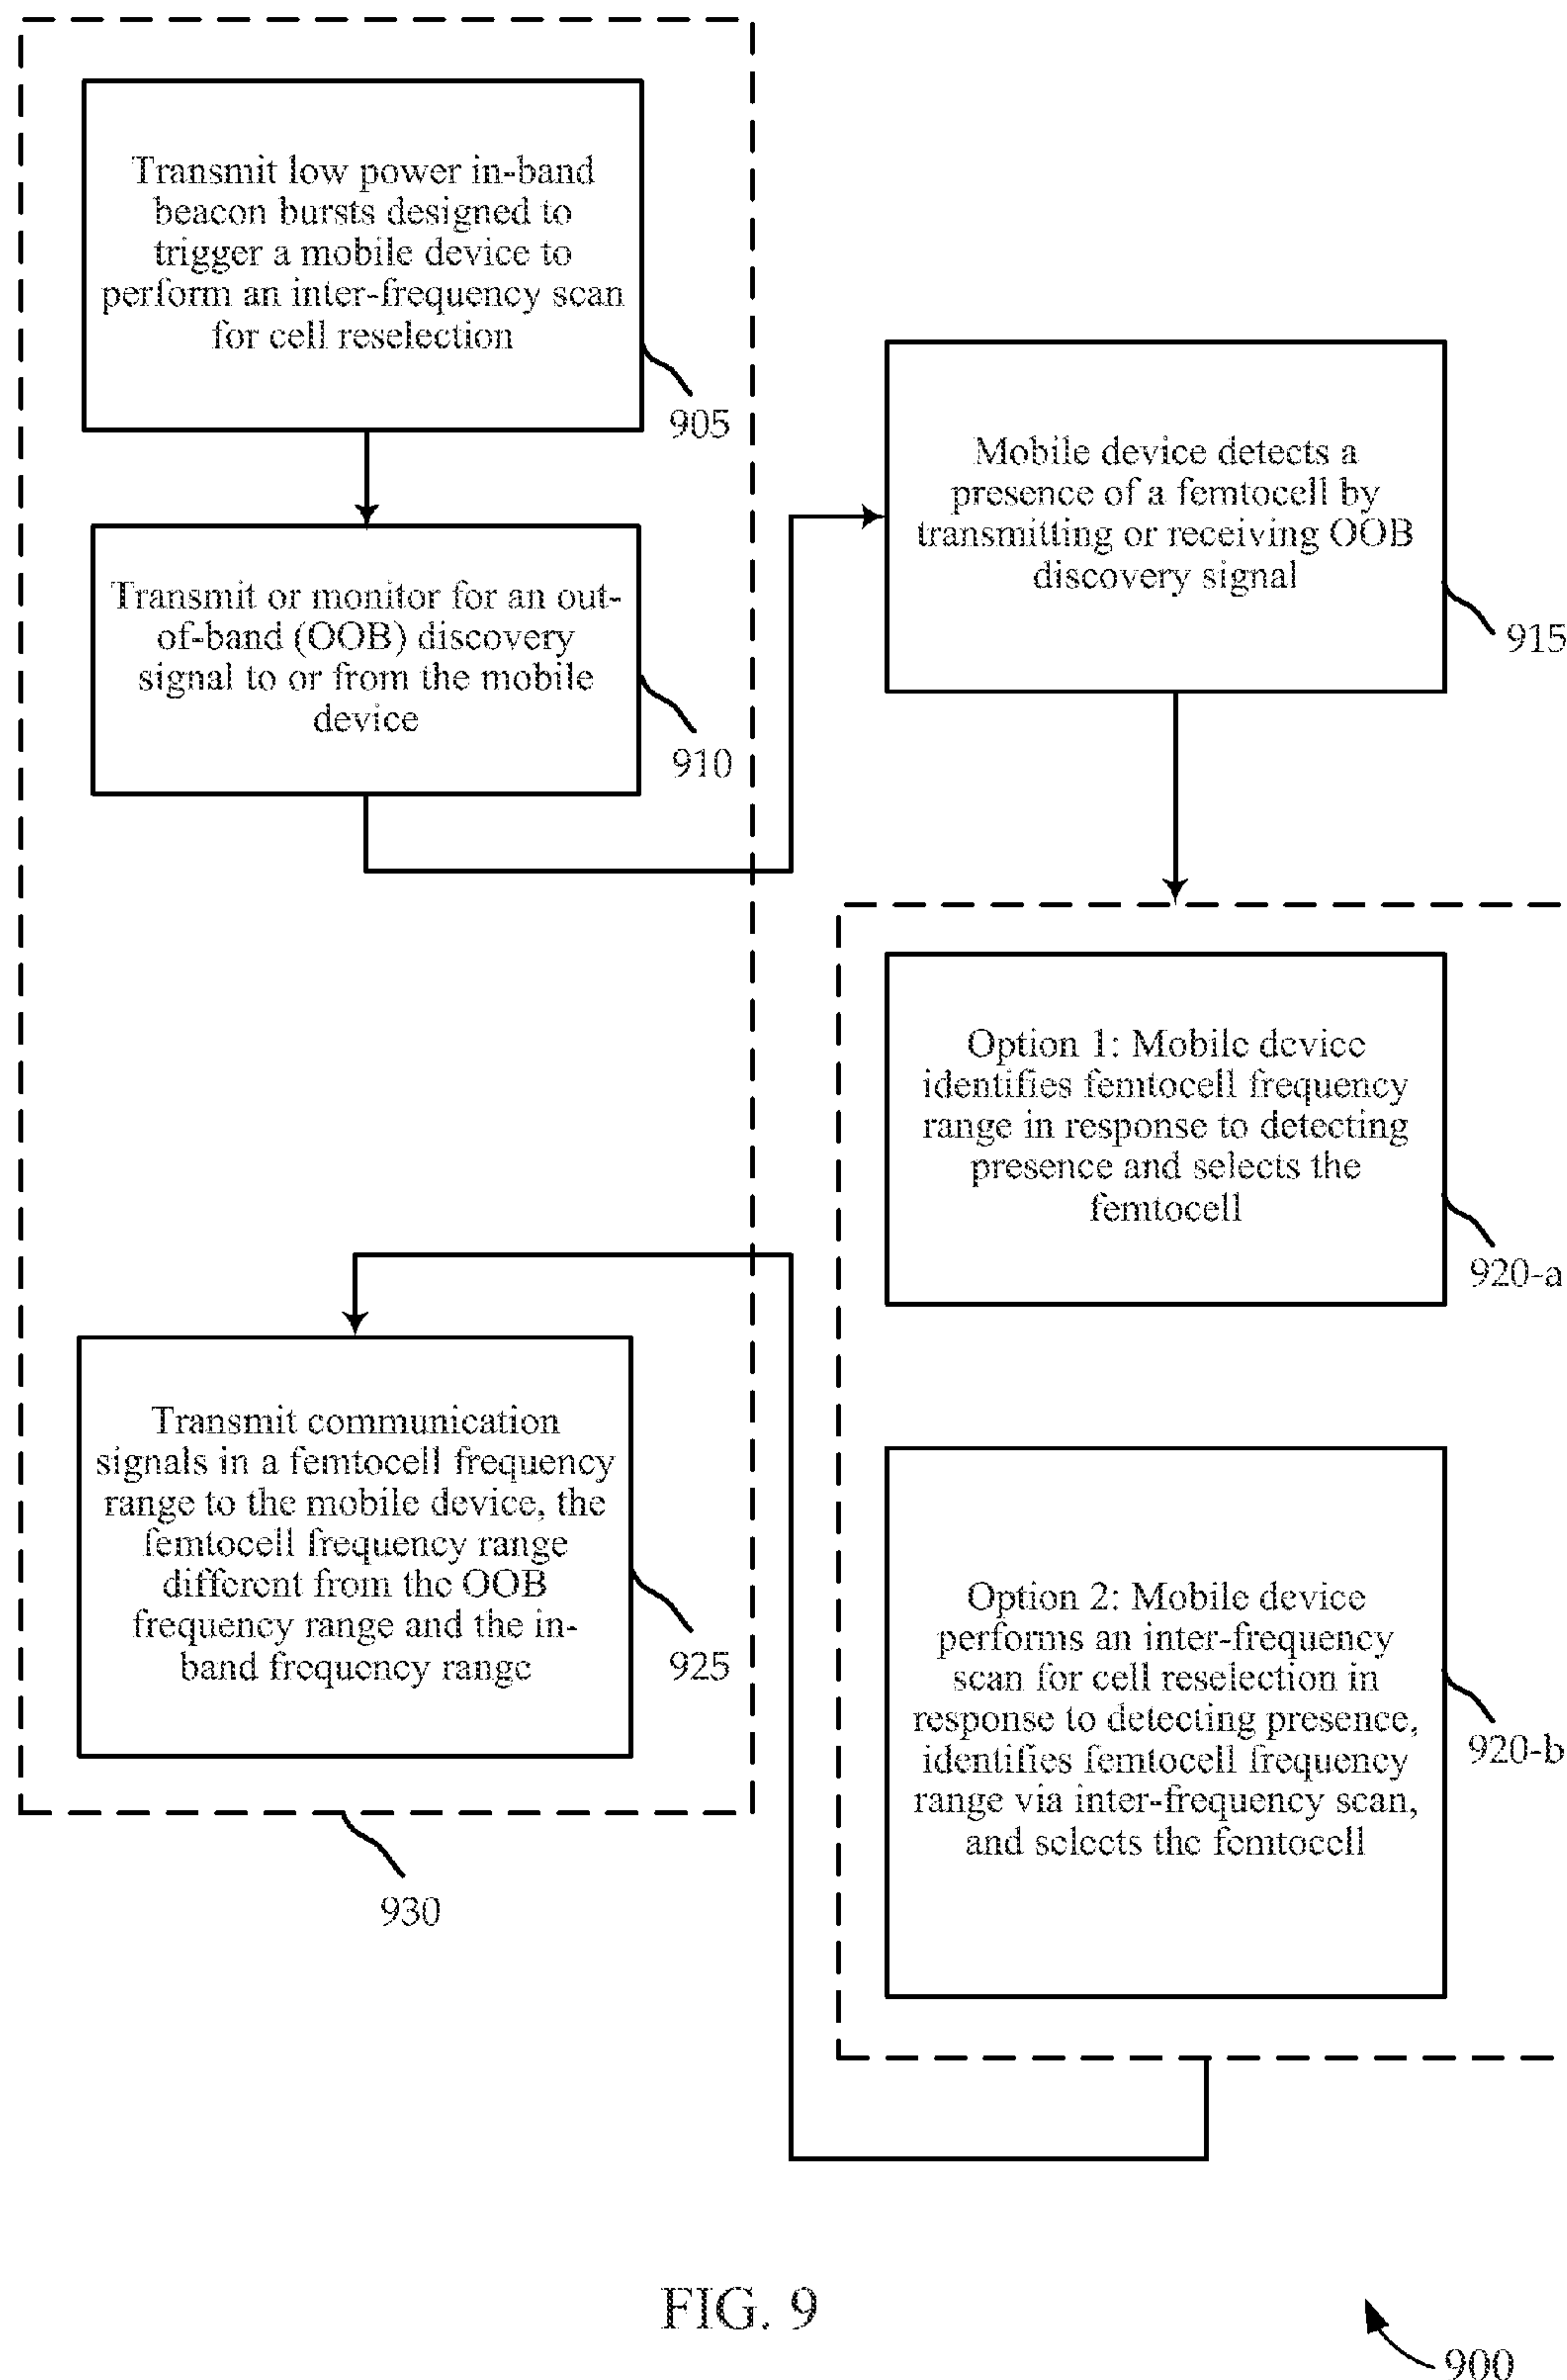 Transmit low power in-band
beacon bursts designed to
trigger a mobile device to
perform an inter-frequency scan
for cell reselection
905
Transmit or monitor for an out-
of-band (OOB) discovery
signal to or from the mobile
device
910
Mobile device detects a
presence of a femtocell by
transmitting or receiving OOB
discovery signal
915
Option 1: Mobile device
identifies femtocell frequency
range in response to detecting
presence and selects the
femtocell
920-a
Option 2: Mobile device
performs an inter-frequency
scan for cell reselection in
response to detecting presence,
identifies femtocell frequency
range via inter-frequency scan,
and selects the femtocell
920-b
Transmit communication
signals in a femtocell frequency
range to the mobile device, the
femtocell frequency range
different from the OOB
frequency range and the in-
band frequency range
925
930
FIG. 9
900